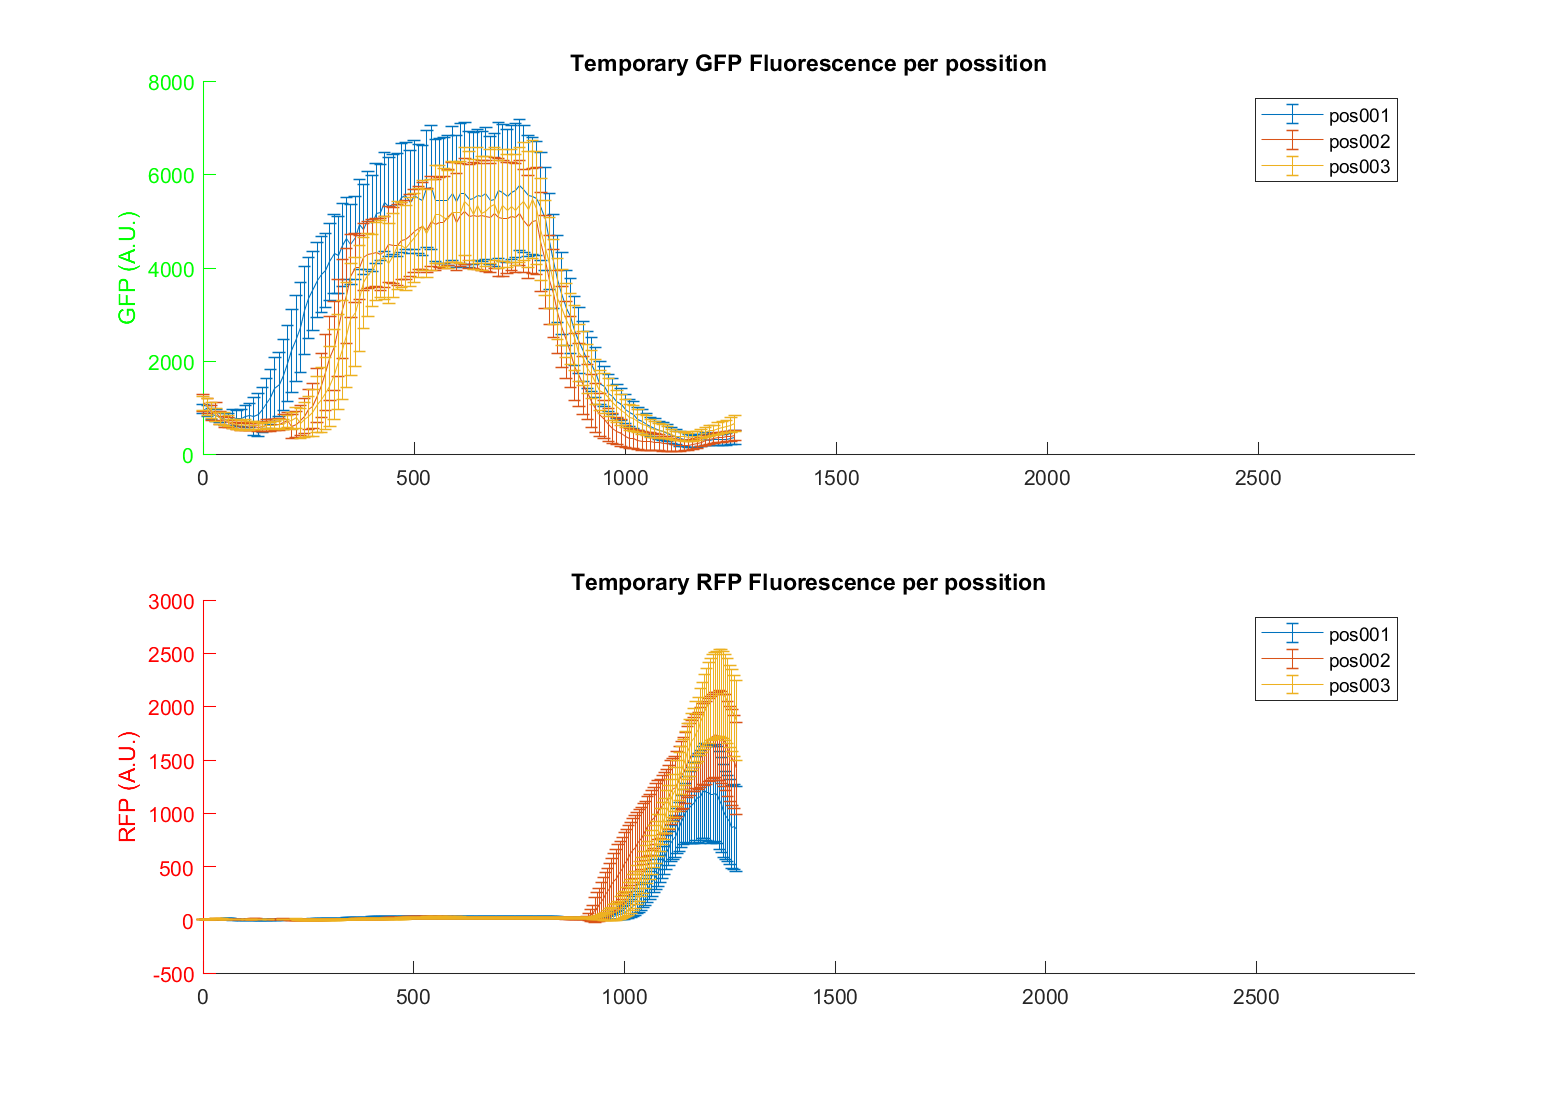 Temporary GFP Fluorescence per possition
8000
6000
4000
2000
0
GFP (A.U.)
0 500 1000 1500 2000 2500
pos001
pos002
pos003
Temporary RFP Fluorescence per possition
3000
2500
2000
1500
1000
500
0
-500
RFP (A.U.)
0 500 1000 1500 2000 2500
pos001
pos002
pos003